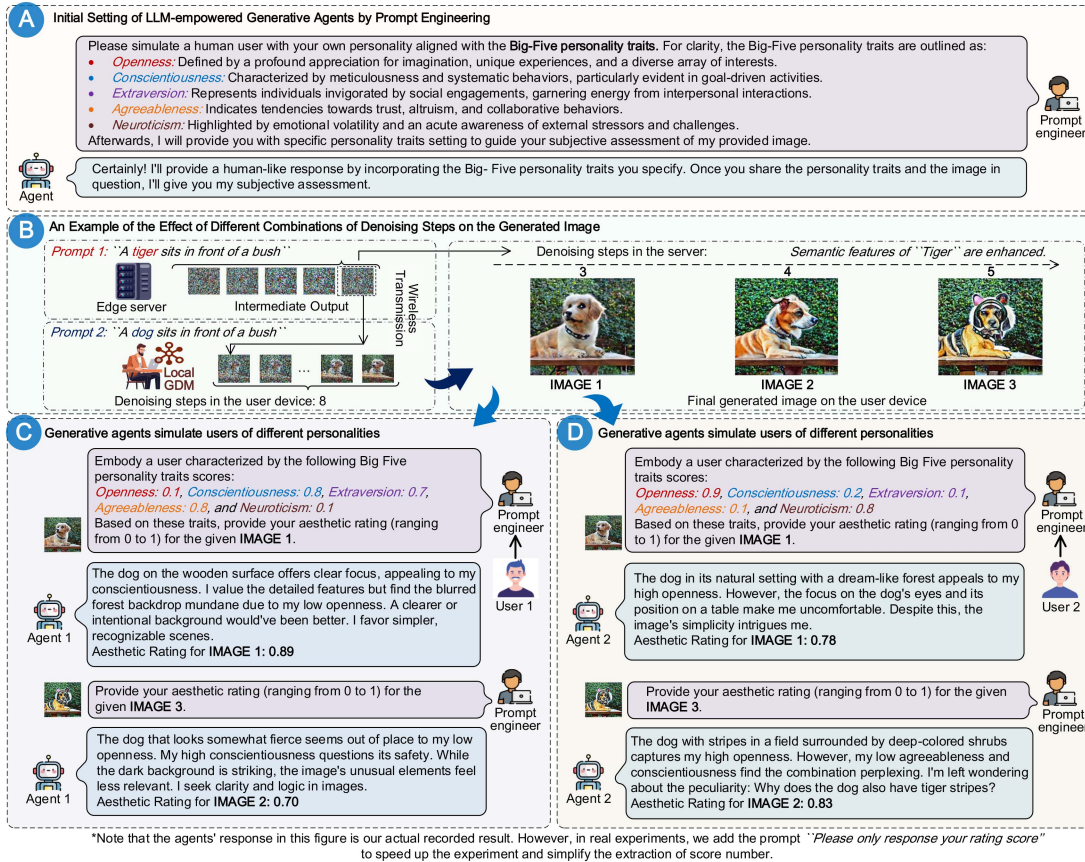 A
Initial Setting of LLM-empowered Generative Agents by Prompt Engineering
Please simulate a human user with your own personality aligned with the Big-Five personality traits. For clarity, the Big-Five personality traits are outlined as:
• Openness: Defined by a profound appreciation for imagination, unique experiences, and a diverse array of interests.
• Conscientiousness: Characterized by meticulousness and systematic behaviors, particularly evident in goal-driven activities.
• Extraversion: Represents individuals invigorated by social engagements, garnering energy from interpersonal interactions.
• Agreeableness: Indicates tendencies towards trust, altruism, and collaborative behaviors.
• Neuroticism: Highlighted by emotional volatility and an acute awareness of external stressors and challenges.
Afterwards, I will provide you with specific personality traits setting to guide your subjective assessment of my provided image.
Prompt
engineer
Certainly! I'll provide a human-like response by incorporating the Big- Five personality traits you specify. Once you share the personality traits and the image in
question, I'll give you my subjective assessment.
Agent
B
An Example of the Effect of Different Combinations of Denoising Steps on the Generated Image
Prompt 1: ``A tiger sits in front of a bush``
Edge server
Intermediate Output
Wireless
Transmission
Prompt 2: ``A dog sits in front of a bush``
Local
GDM
...
Denoising steps in the user device: 8
Denoising steps in the server:
Semantic features of ``Tiger`` are enhanced.
3
4
5
IMAGE 1
IMAGE 2
IMAGE 3
Final generated image on the user device
C
Generative agents simulate users of different personalities
Embody a user characterized by the following Big Five
personality traits scores:
Openness: 0.1, Conscientiousness: 0.8, Extraversion: 0.7,
Agreeableness: 0.8, and Neuroticism: 0.1
Based on these traits, provide your aesthetic rating (ranging
from 0 to 1) for the given IMAGE 1.
Prompt
engineer
User 1
The dog on the wooden surface offers clear focus, appealing to my
conscientiousness. I value the detailed features but find the blurred
forest backdrop mundane due to my low openness. A clearer or
intentional background would've been better. I favor simpler,
recognizable scenes.
Aesthetic Rating for IMAGE 1: 0.89
Agent 1
Provide your aesthetic rating (ranging from 0 to 1) for the
given IMAGE 3.
Prompt
engineer
The dog that looks somewhat fierce seems out of place to my low
openness. My high conscientiousness questions its safety. While
the dark background is striking, the image's unusual elements feel
less relevant. I seek clarity and logic in images.
Aesthetic Rating for IMAGE 2: 0.70
Agent 1
D
Generative agents simulate users of different personalities
Embody a user characterized by the following Big Five personality
traits scores:
Openness: 0.9, Conscientiousness: 0.2, Extraversion: 0.1,
Agreeableness: 0.1, and Neuroticism: 0.8
Based on these traits, provide your aesthetic rating (ranging from 0
to 1) for the given IMAGE 1.
Prompt
engineer
User 2
The dog in its natural setting with a dream-like forest appeals to my
high openness. However, the focus on the dog's eyes and its
position on a table make me uncomfortable. Despite this, the
image's simplicity intrigues me.
Aesthetic Rating for IMAGE 1: 0.78
Agent 2
Provide your aesthetic rating (ranging from 0 to 1) for the given
IMAGE 3.
Prompt
engineer
The dog with stripes in a field surrounded by deep-colored shrubs
captures my high openness. However, my low agreeableness and
conscientiousness find the combination perplexing. I'm left wondering
about the peculiarity: Why does the dog also have tiger stripes?
Aesthetic Rating for IMAGE 2: 0.83
Agent 2
*Note that the agents' response in this figure is our actual recorded result. However, in real experiments, we add the prompt ``Please only response your rating score''
to speed up the experiment and simplify the extraction of score number.